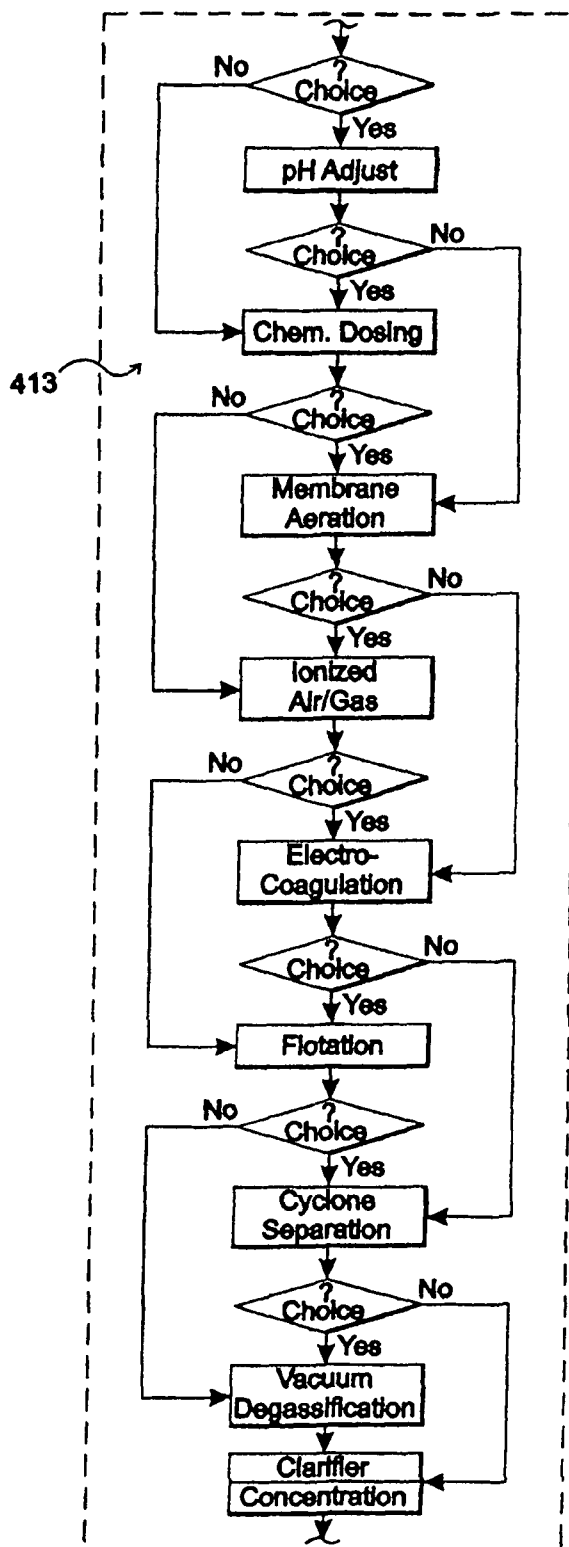 No
?
Choice
Yes
pH Adjust
?
Choice
No
Yes
Chem. Dosing
413
No
?
Choice
Yes
Membrane
Aeration
?
Choice
No
Yes
Ionized
Air/Gas
No
?
Choice
Yes
Electro-
Coagulation
?
Choice
No
Yes
Flotation
No
?
Choice
Yes
Cyclone
Separation
?
Choice
No
Yes
Vacuum
Degassification
Clarifier
Concentration